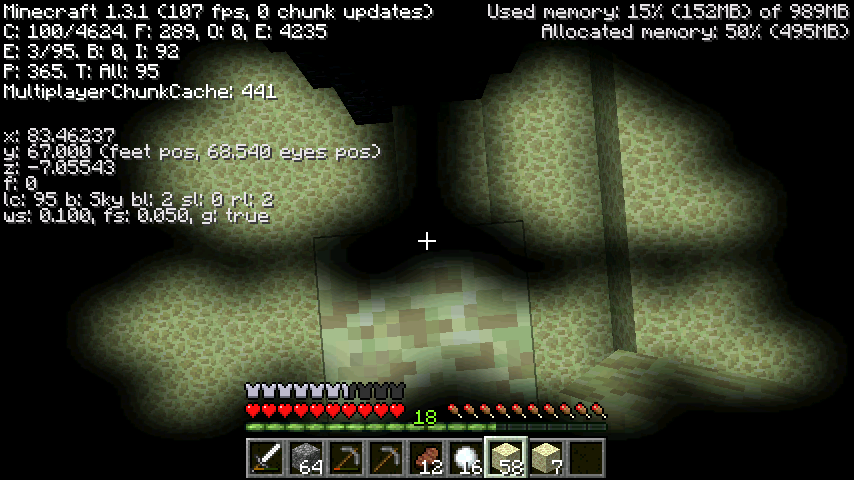 Minecraft 1.3.1 (107 fps, 0 chunk updates)
C: 100/4624. F: 289, O: 0, E: 4235
E: 3/95. B: 0, I: 92
P: 365. T: All: 95
MultiplayerChunkCache: 441
Used memory: 15% (152MB) of 989MB
Allocated memory: 50% (495MB)
x: 83.46237
y: 67.000 (feet pos, 68.540 eyes pos)
z: -7.05543
f: 0
lc: 95 b: Sky bl: 2 sl: 0 rl: 2
ws: 0.100, fs: 0.050, g: true
18
64 12 16 58 7